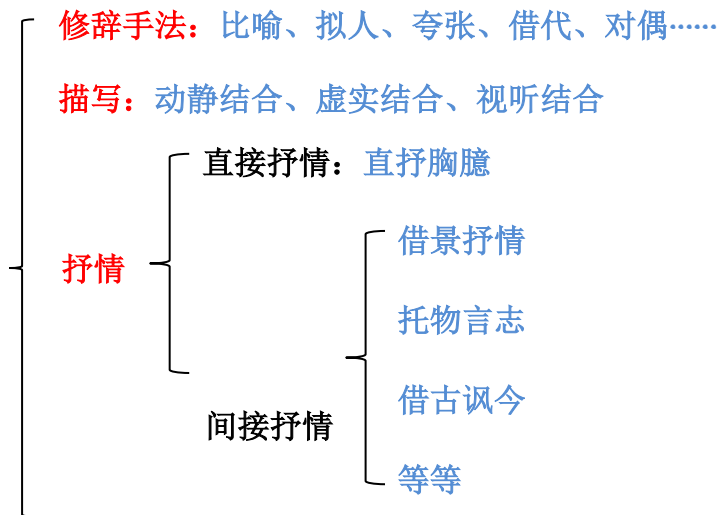 修辞手法：比喻、拟人、夸张、借代、对偶······
描写：动静结合、虚实结合、视听结合
直接抒情：直抒胸臆
借景抒情
抒情
托物言志
借古讽今
间接抒情
等等